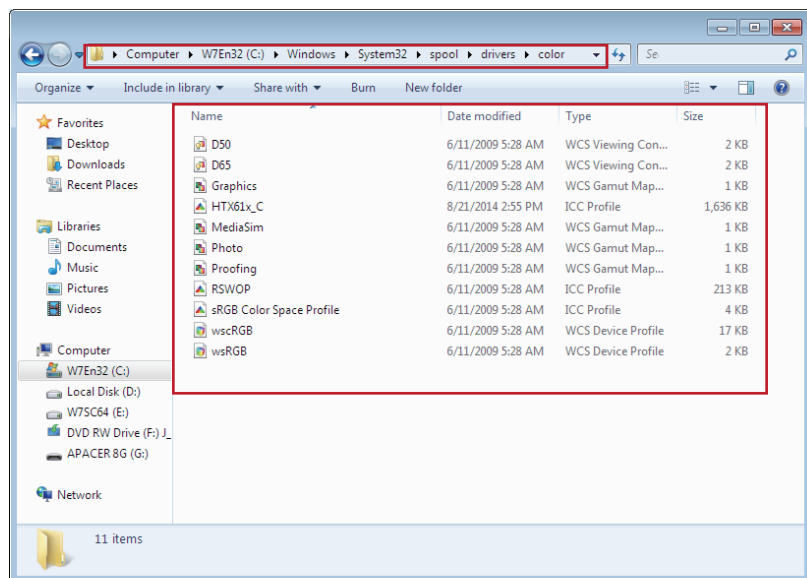 Computer W7En32 (C:) Windows System32 spool drivers color Se
Organize Include in library Share with Burn New folder
Favorites
Desktop
Downloads
Recent Places
Libraries
Documents
Music
Pictures
Videos
Computer
W7En32 (C:)
Local Disk (D:)
W7SC64 (E:)
DVD RW Drive (F:) J_
APACER 8G (G:)
Network
Name Date modified Type Size
D50 6/11/2009 5:28 AM WCS Viewing Con... 2 KB
D65 6/11/2009 5:28 AM WCS Viewing Con... 2 KB
Graphics 6/11/2009 5:28 AM WCS Gamut Map... 1 KB
HTX61x_C 8/21/2014 2:55 PM ICC Profile 1,636 KB
MediaSim 6/11/2009 5:28 AM WCS Gamut Map... 1 KB
Photo 6/11/2009 5:28 AM WCS Gamut Map... 1 KB
Proofing 6/11/2009 5:28 AM WCS Gamut Map... 1 KB
RSWOP 6/11/2009 5:28 AM ICC Profile 213 KB
sRGB Color Space Profile 6/11/2009 5:28 AM ICC Profile 4 KB
wscRGB 6/11/2009 5:28 AM WCS Device Profile 17 KB
wsRGB 6/11/2009 5:28 AM WCS Device Profile 2 KB
11 items